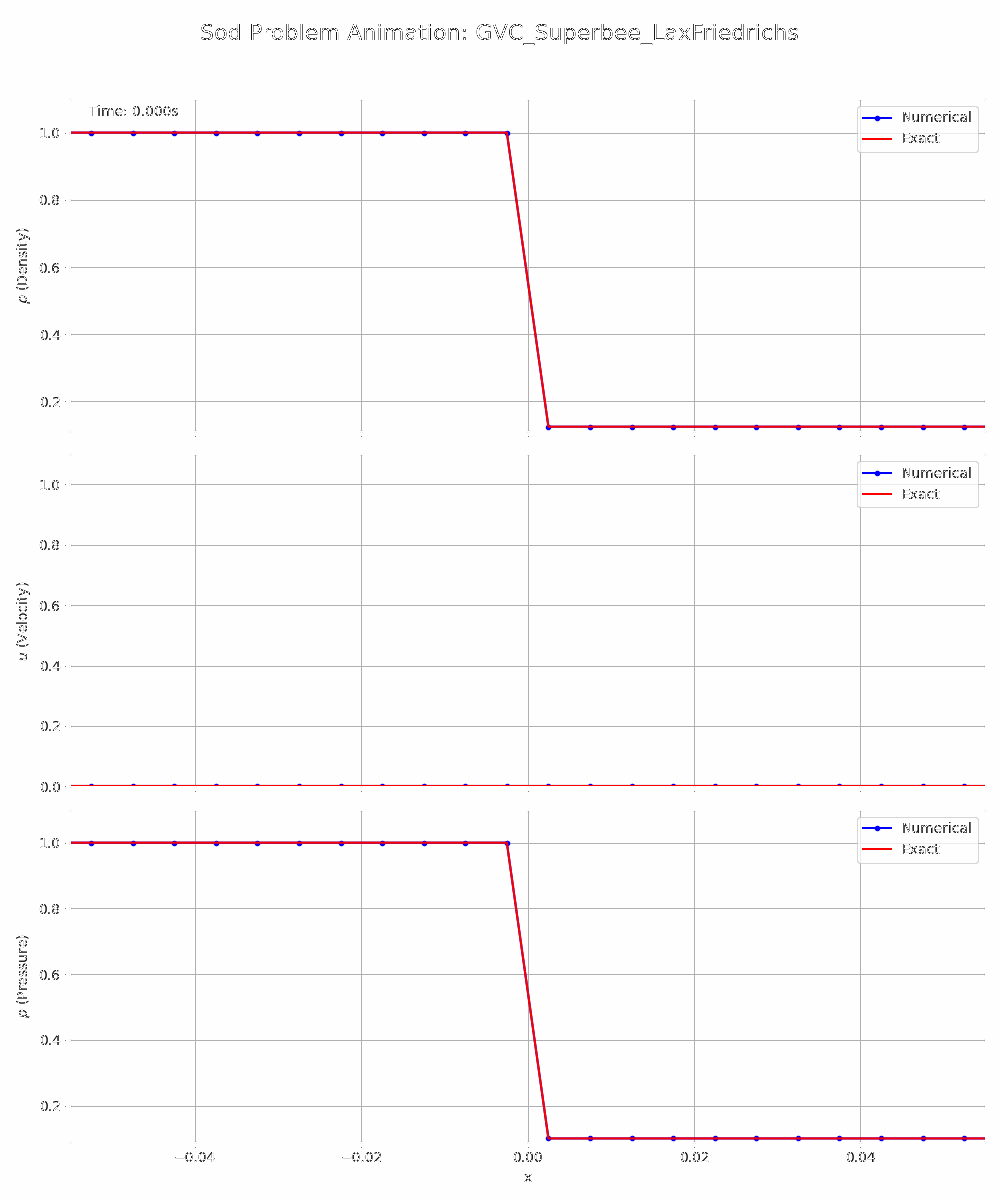 Sod Problem Animation: GVC_Superbee_LaxFriedrichs
Time: 0.000s
Numerical
Exact
1.0
0.8
0.6
0.4
0.2
ρ (Density)
Numerical
Exact
1.0
0.8
0.6
0.4
0.2
0.0
u (Velocity)
Numerical
Exact
1.0
0.8
0.6
0.4
0.2
p (Pressure)
−0.04 −0.02 0.00 0.02 0.04
x